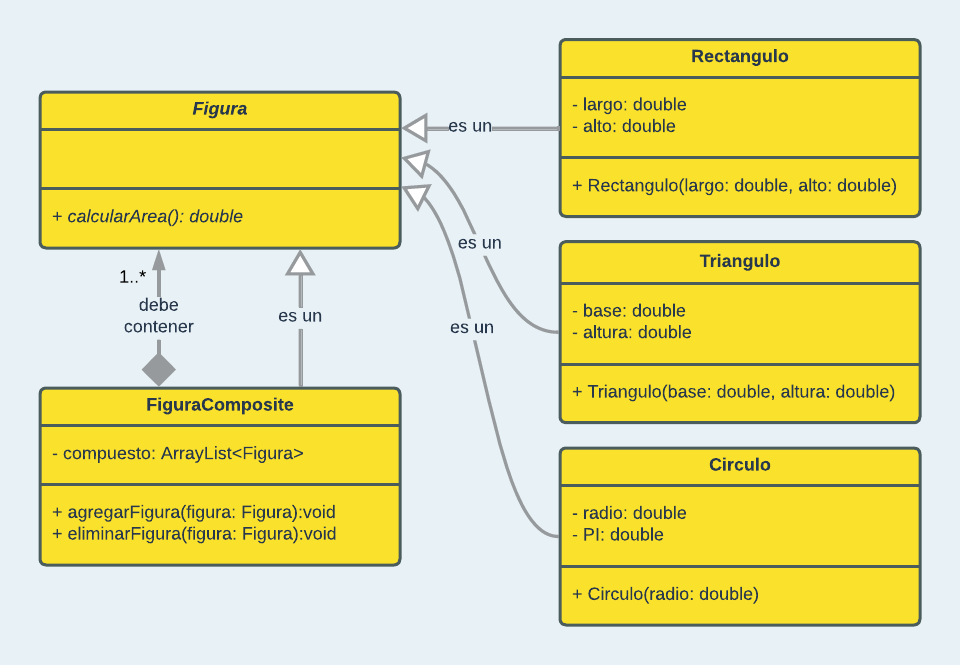 Figura
+ calcularArea(): double
1..*
debe
contener
es un
FiguraComposite
- compuesto: ArrayList<Figura>
+ agregarFigura(figura: Figura):void
+ eliminarFigura(figura: Figura):void
es un
es un
es un
Rectangulo
- largo: double
- alto: double
+ Rectangulo(largo: double, alto: double)
Triangulo
- base: double
- altura: double
+ Triangulo(base: double, altura: double)
Circulo
- radio: double
- PI: double
+ Circulo(radio: double)